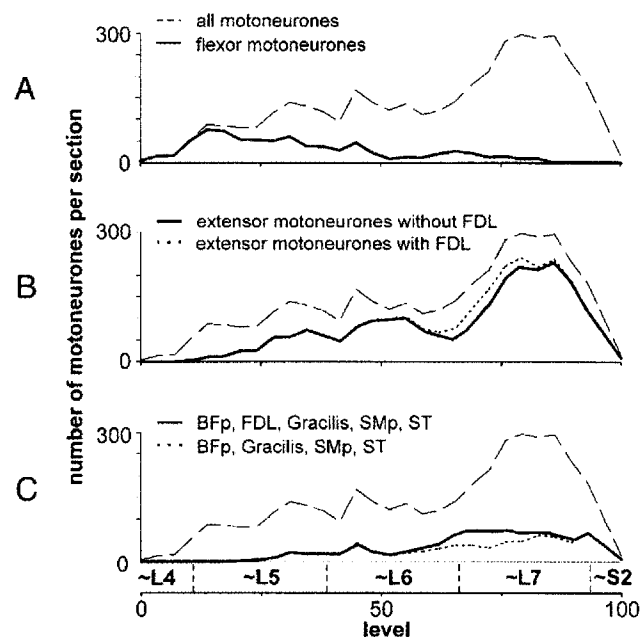 all motoneurones
300
flexor motoneurones
A
0
number of motoneurones per section
extensor motoneurones without FDL
300
extensor motoneurones with FDL
B
0
BFp, FDL, Gracilis, SMp, ST
300
BFp, Gracilis, SMp, ST
C
0
~L4 ~L5 ~L6 ~L7 ~S2
0 50 100
level